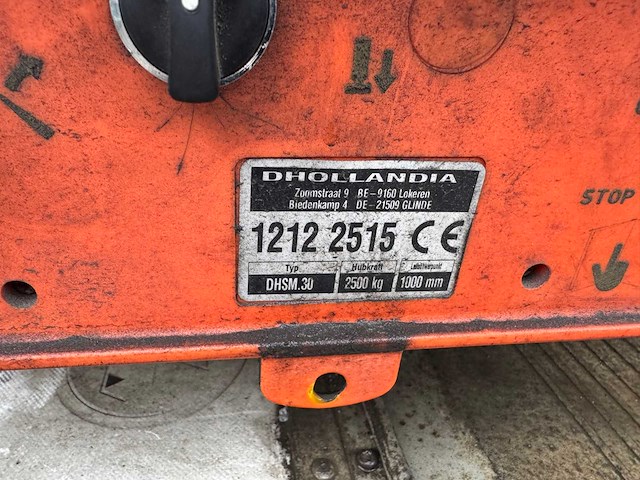 DHOLLANDIA
Zoomstraat 9 BE-9160 Lokeren
Biedenkamp 4 DE-21509 GLINDE
1212 2515 CE
Typ Hubkraft Lastschwerpunkt
DHSM.30 2500 kg 1000 mm
STOP